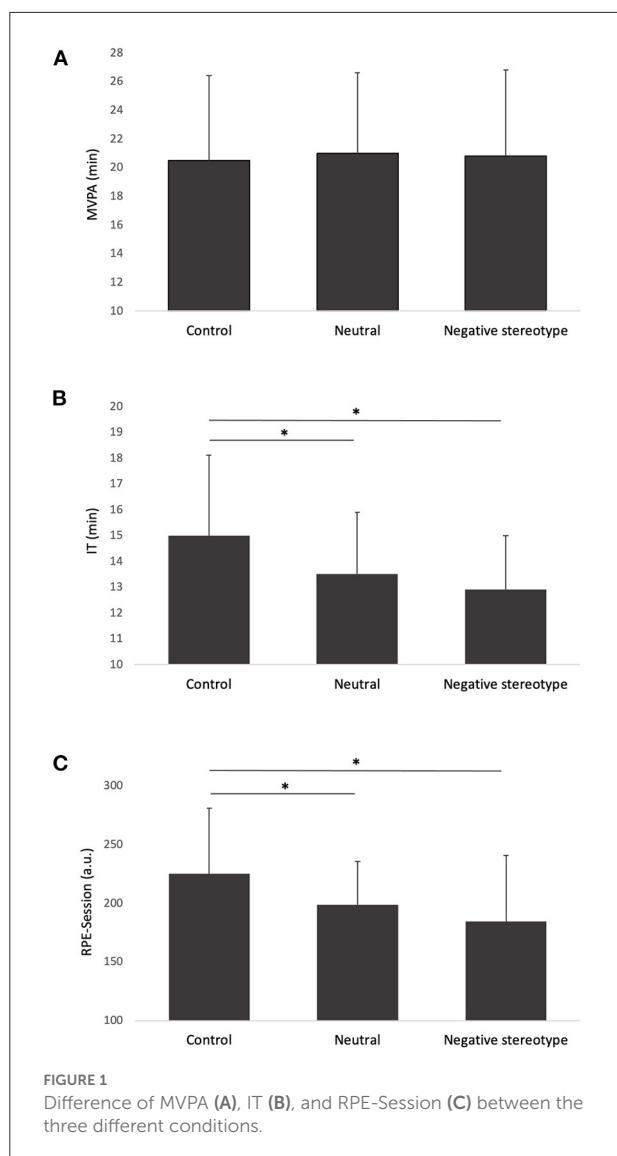 A
28
26
24
22
20
18
16
14
12
10
MVPA (min)
Control Neutral Negative stereotype
B
20
19
18
17
16
15
14
13
12
11
10
IT (min)
*
*
Control Neutral Negative stereotype
C
300
250
200
150
100
RPE-Session (a.u.)
*
*
Control Neutral Negative stereotype
FIGURE 1
Difference of MVPA (A), IT (B), and RPE-Session (C) between the
three different conditions.